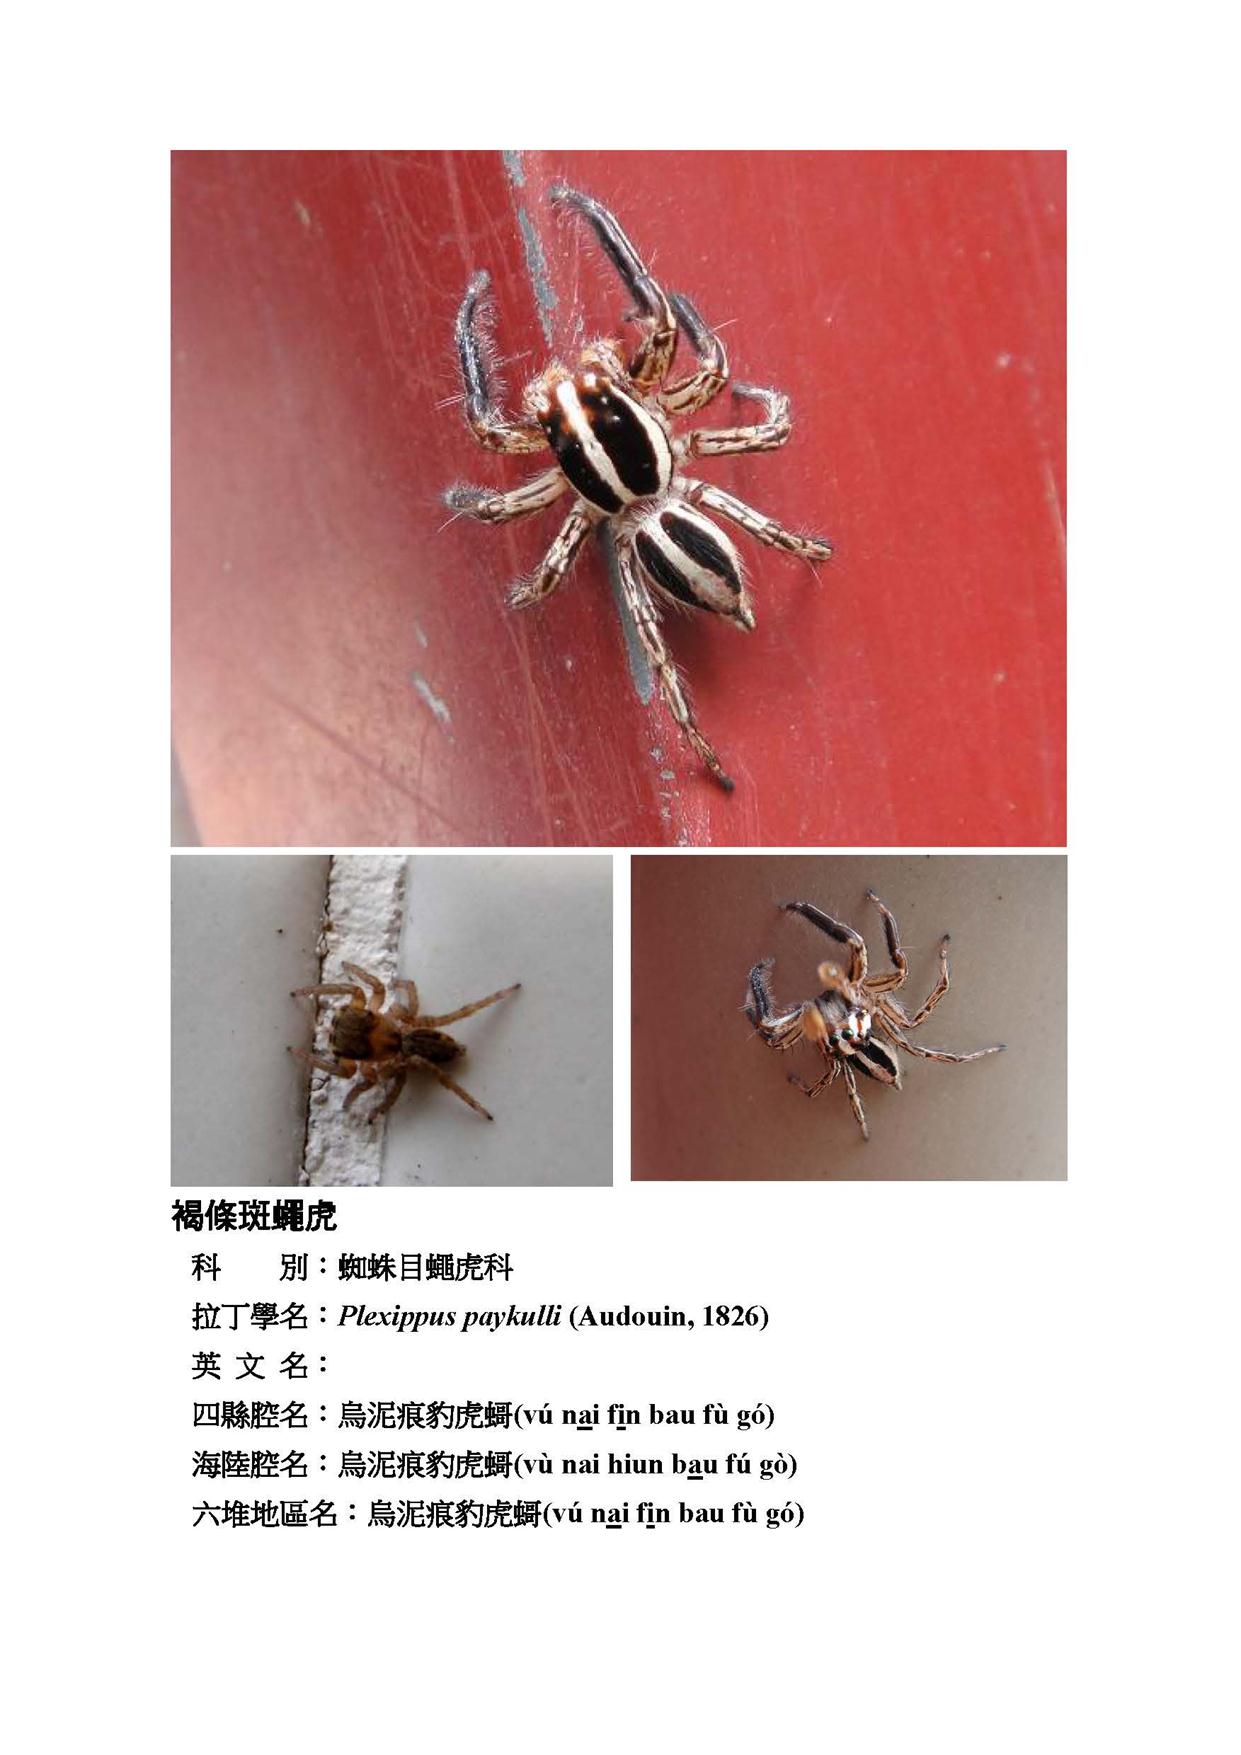 褐條斑蠅虎
科　　別：蜘蛛目蠅虎科
拉丁學名：Plexippus paykulli (Audouin, 1826)
英 文 名：
四縣腔名：烏泥痕豹虎蟻(vú nai fin bau fù gó)
海陸腔名：烏泥痕豹虎蟻(vù nai hiun bau fú gò)
六堆地區名：烏泥痕豹虎蟻(vú nai fin bau fù gó)